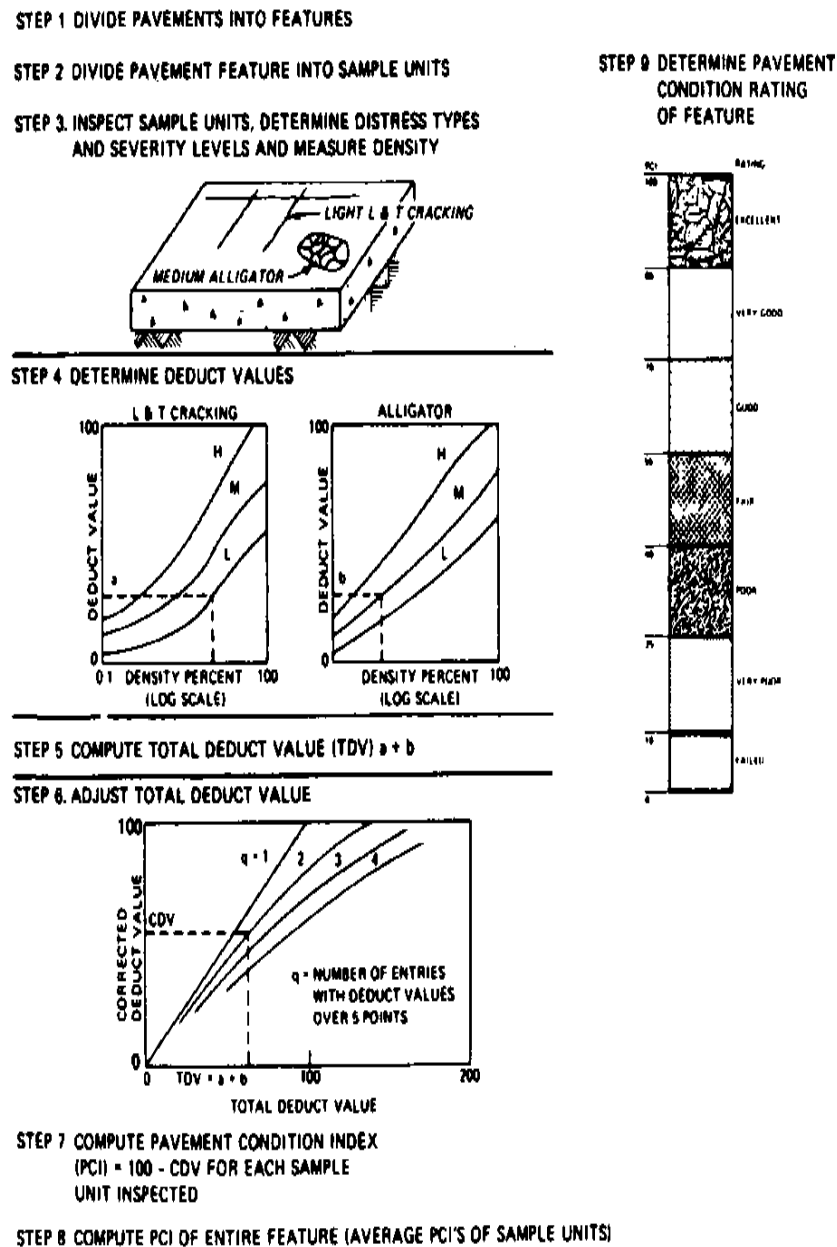 STEP 1 DIVIDE PAVEMENTS INTO FEATURES
STEP 2 DIVIDE PAVEMENT FEATURE INTO SAMPLE UNITS
STEP 3. INSPECT SAMPLE UNITS, DETERMINE DISTRESS TYPES
AND SEVERITY LEVELS AND MEASURE DENSITY
LIGHT L & T CRACKING
MEDIUM ALLIGATOR
STEP 4 DETERMINE DEDUCT VALUES
L & T CRACKING
100
H
M
L
a
DEDUCT VALUE
0
0.1 DENSITY PERCENT 100
(LOG SCALE)
ALLIGATOR
100
H
M
L
b
DEDUCT VALUE
0
DENSITY PERCENT 100
(LOG SCALE)
STEP 5 COMPUTE TOTAL DEDUCT VALUE (TDV) a + b
STEP 6. ADJUST TOTAL DEDUCT VALUE
100
q = 1 2 3 4
CDV
CORRECTED
DEDUCT VALUE
q = NUMBER OF ENTRIES
WITH DEDUCT VALUES
OVER 5 POINTS
0
0 TDV = a + b 100 200
TOTAL DEDUCT VALUE
STEP 7 COMPUTE PAVEMENT CONDITION INDEX
(PCI) = 100 - CDV FOR EACH SAMPLE
UNIT INSPECTED
STEP 8 COMPUTE PCI OF ENTIRE FEATURE (AVERAGE PCI'S OF SAMPLE UNITS)
STEP 9 DETERMINE PAVEMENT
CONDITION RATING
OF FEATURE
PCI RATING
100
EXCELLENT
VERY GOOD
GOOD
FAIR
POOR
25
VERY POOR
10
FAILED
0